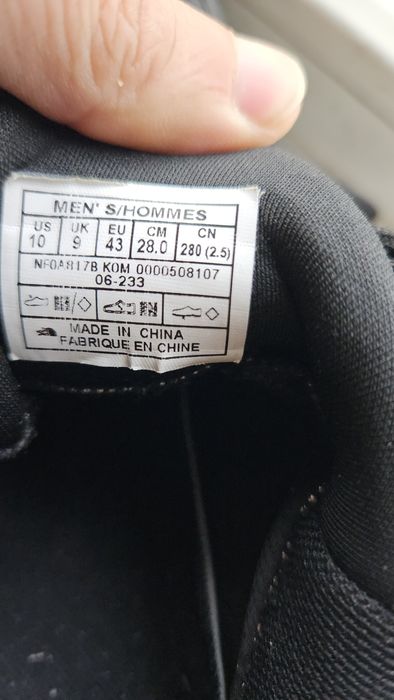 MEN' S/HOMMES
US UK EU CM CN
10 9 43 28.0 280 (2.5)
NF0A817B K0M 0000508107
06-233
MADE IN CHINA
FABRIQUE EN CHINE